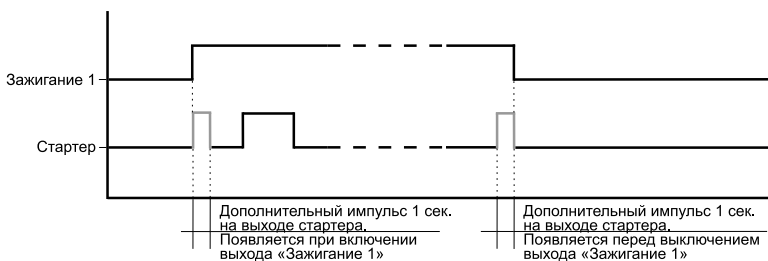 Зажигание 1
Стартер
Дополнительный импульс 1 сек.
на выходе стартера.
Появляется при включении
выхода «Зажигание 1»
Дополнительный импульс 1 сек.
на выходе стартера.
Появляется перед выключением
выхода «Зажигание 1»